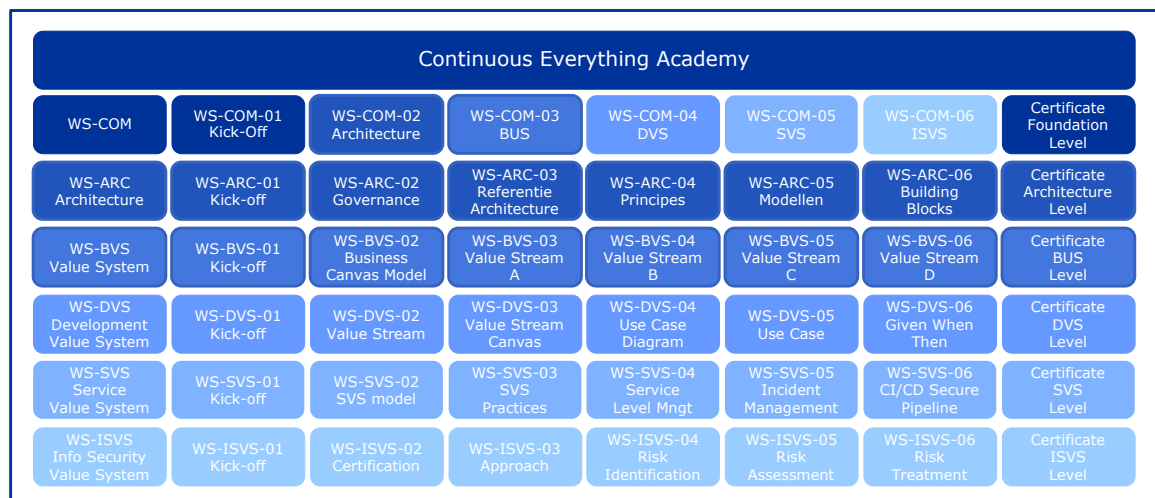 Continuous Everything Academy
WS-COM
WS-COM-01
Kick-Off
WS-COM-02
Architecture
WS-COM-03
BUS
WS-COM-04
DVS
WS-COM-05
SVS
WS-COM-06
ISVS
Certificate
Foundation
Level
WS-ARC
Architecture
WS-ARC-01
Kick-off
WS-ARC-02
Governance
WS-ARC-03
Referentie
Architecture
WS-ARC-04
Principes
WS-ARC-05
Modellen
WS-ARC-06
Building
Blocks
Certificate
Architecture
Level
WS-BVS
Value System
WS-BVS-01
Kick-off
WS-BVS-02
Business
Canvas Model
WS-BVS-03
Value Stream
A
WS-BVS-04
Value Stream
B
WS-BVS-05
Value Stream
C
WS-BVS-06
Value Stream
D
Certificate
BUS
Level
WS-DVS
Development
Value System
WS-DVS-01
Kick-off
WS-DVS-02
Value Stream
WS-DVS-03
Value Stream
Canvas
WS-DVS-04
Use Case
Diagram
WS-DVS-05
Use Case
WS-DVS-06
Given When
Then
Certificate
DVS
Level
WS-SVS
Service
Value System
WS-SVS-01
Kick-off
WS-SVS-02
SVS model
WS-SVS-03
SVS
Practices
WS-SVS-04
Service
Level Mngt
WS-SVS-05
Incident
Management
WS-SVS-06
CI/CD Secure
Pipeline
Certificate
SVS
Level
WS-ISVS
Info Security
Value System
WS-ISVS-01
Kick-off
WS-ISVS-02
Certification
WS-ISVS-03
Approach
WS-ISVS-04
Risk
Identification
WS-ISVS-05
Risk
Assessment
WS-ISVS-06
Risk
Treatment
Certificate
ISVS
Level